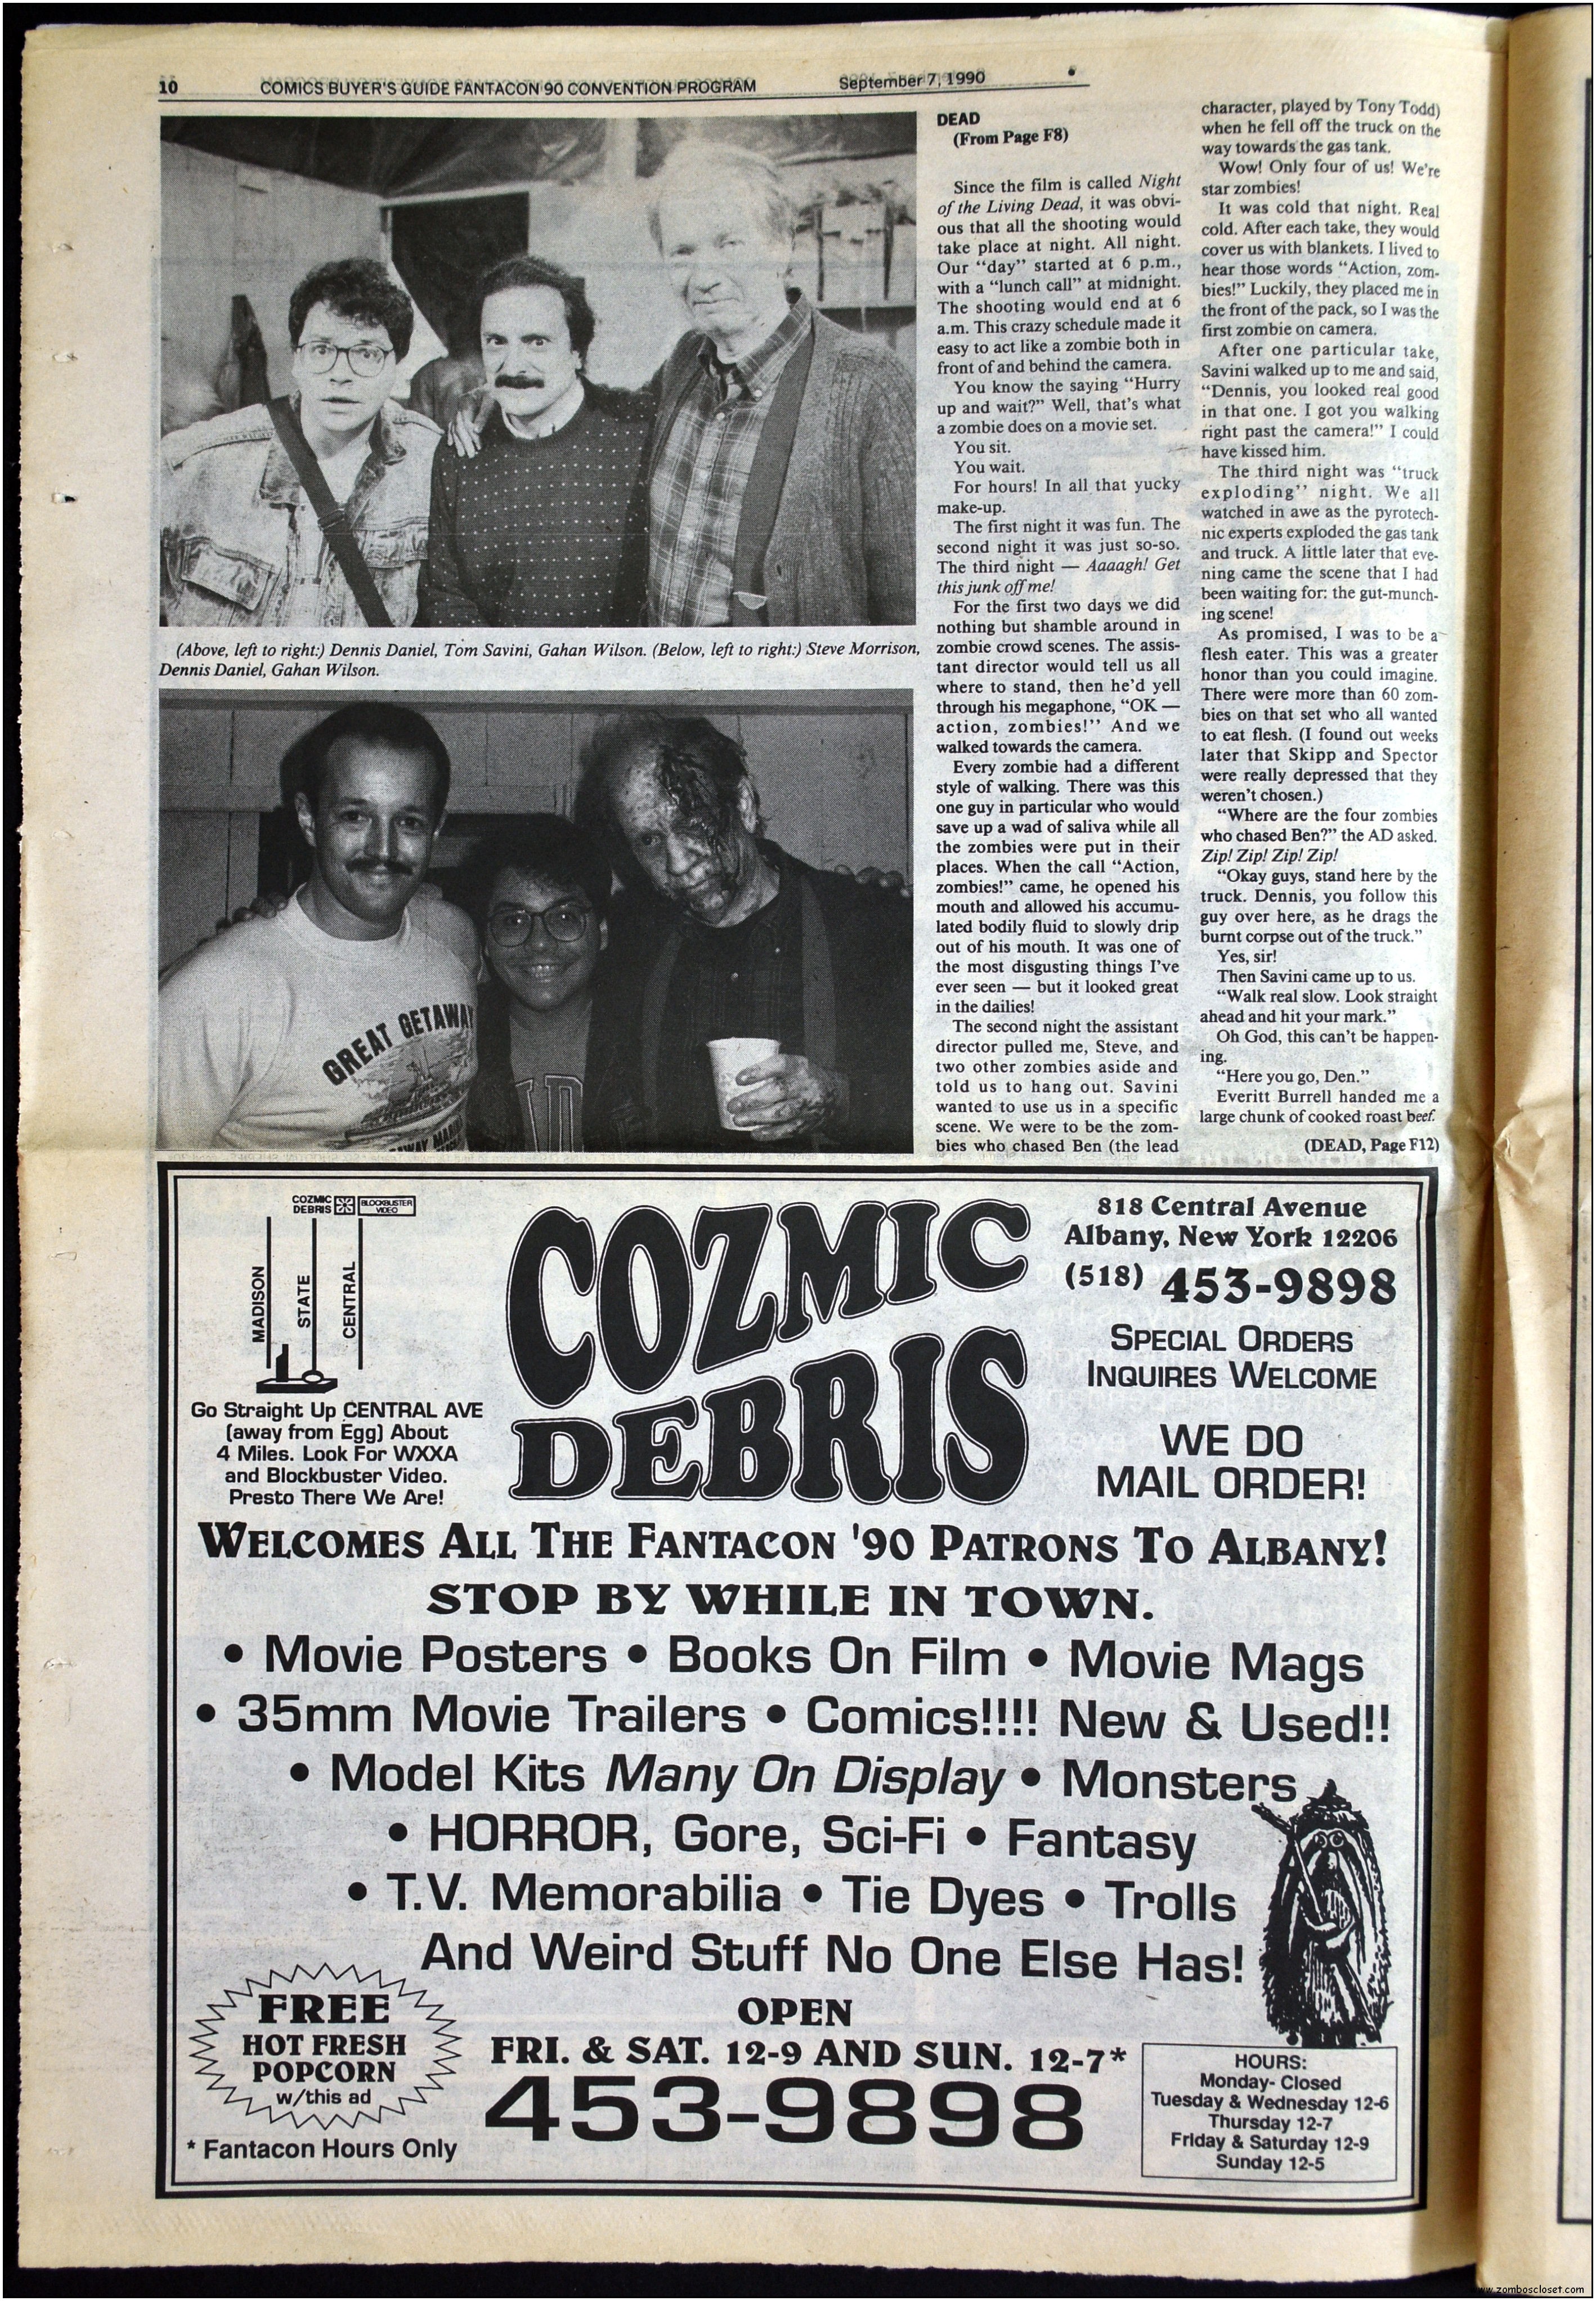 10 COMICS BUYER'S GUIDE FANTACON 90 CONVENTION PROGRAM September 7, 1990
(Above, left to right:) Dennis Daniel, Tom Savini, Gahan Wilson. (Below, left to right:) Steve Morrison,
Dennis Daniel, Gahan Wilson.
GREAT GETAWAY
DEAD
(From Page F8)
Since the film is called Night
of the Living Dead, it was obvi-
ous that all the shooting would
take place at night. All night.
Our "day" started at 6 p.m.,
with a "lunch call" at midnight.
The shooting would end at 6
a.m. This crazy schedule made it
easy to act like a zombie both in
front of and behind the camera.
You know the saying "Hurry
up and wait?" Well, that's what
a zombie does on a movie set.
You sit.
You wait.
For hours! In all that yucky
make-up.
The first night it was fun. The
second night it was just so-so.
The third night — Aaaagh! Get
this junk off me!
For the first two days we did
nothing but shamble around in
zombie crowd scenes. The assis-
tant director would tell us all
where to stand, then he'd yell
through his megaphone, "OK —
action, zombies!" And we
walked towards the camera.
Every zombie had a different
style of walking. There was this
one guy in particular who would
save up a wad of saliva while all
the zombies were put in their
places. When the call "Action,
zombies!" came, he opened his
mouth and allowed his accumu-
lated bodily fluid to slowly drip
out of his mouth. It was one of
the most disgusting things I've
ever seen — but it looked great
in the dailies!
The second night the assistant
director pulled me, Steve, and
two other zombies aside and
told us to hang out. Savini
wanted to use us in a specific
scene. We were to be the zom-
bies who chased Ben (the lead
character, played by Tony Todd)
when he fell off the truck on the
way towards the gas tank.
Wow! Only four of us! We're
star zombies!
It was cold that night. Real
cold. After each take, they would
cover us with blankets. I lived to
hear those words "Action, zom-
bies!" Luckily, they placed me in
the front of the pack, so I was the
first zombie on camera.
After one particular take,
Savini walked up to me and said,
"Dennis, you looked real good
in that one. I got you walking
right past the camera!" I could
have kissed him.
The third night was "truck
exploding" night. We all
watched in awe as the pyrotech-
nic experts exploded the gas tank
and truck. A little later that eve-
ning came the scene that I had
been waiting for: the gut-munch-
ing scene!
As promised, I was to be a
flesh eater. This was a greater
honor than you could imagine.
There were more than 60 zom-
bies on that set who all wanted
to eat flesh. (I found out weeks
later that Skipp and Spector
were really depressed that they
weren't chosen.)
"Where are the four zombies
who chased Ben?" the AD asked.
Zip! Zip! Zip! Zip!
"Okay guys, stand here by the
truck. Dennis, you follow this
guy over here, as he drags the
burnt corpse out of the truck."
Yes, sir!
Then Savini came up to us.
"Walk real slow. Look straight
ahead and hit your mark."
Oh God, this can't be happen-
ing.
"Here you go, Den."
Everitt Burrell handed me a
large chunk of cooked roast beef.
(DEAD, Page F12)
COZMIC
DEBRIS
BLOCKBUSTER
VIDEO
MADISON
STATE
CENTRAL
Go Straight Up CENTRAL AVE
(away from Egg) About
4 Miles. Look For WXXA
and Blockbuster Video.
Presto There We Are!
COZMIC
DEBRIS
818 Central Avenue
Albany, New York 12206
(518) 453-9898
SPECIAL ORDERS
INQUIRES WELCOME
WE DO
MAIL ORDER!
WELCOMES ALL THE FANTACON '90 PATRONS TO ALBANY!
STOP BY WHILE IN TOWN.
• Movie Posters • Books On Film • Movie Mags
• 35mm Movie Trailers • Comics!!!! New & Used!!
• Model Kits Many On Display • Monsters
• HORROR, Gore, Sci-Fi • Fantasy
• T.V. Memorabilia • Tie Dyes • Trolls
And Weird Stuff No One Else Has!
FREE
HOT FRESH
POPCORN
w/this ad
* Fantacon Hours Only
OPEN
FRI. & SAT. 12-9 AND SUN. 12-7*
453-9898
HOURS:
Monday- Closed
Tuesday & Wednesday 12-6
Thursday 12-7
Friday & Saturday 12-9
Sunday 12-5
www.zomboscloset.com